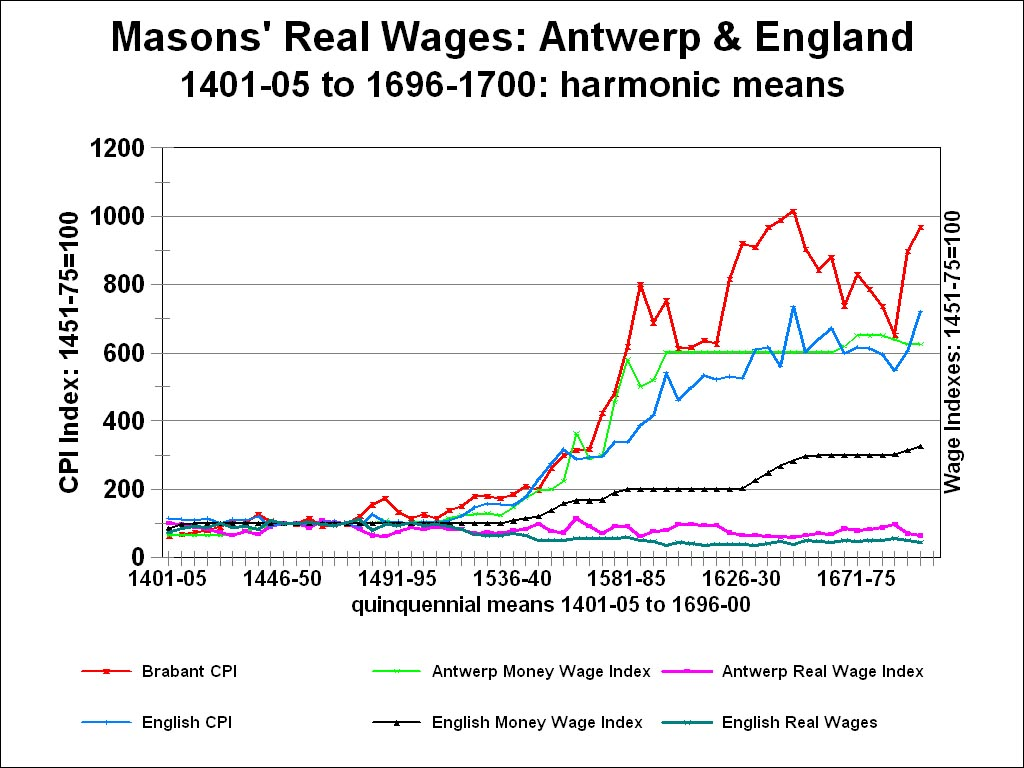 Masons' Real Wages: Antwerp & England
1401-05 to 1696-1700: harmonic means
CPI Index: 1451-75=100
1200
1000
800
600
400
200
0
Wage Indexes: 1451-75=100
1401-05 1446-50 1491-95 1536-40 1581-85 1626-30 1671-75
quinquennial means 1401-05 to 1696-00
Brabant CPI Antwerp Money Wage Index Antwerp Real Wage Index
English CPI English Money Wage Index English Real Wages